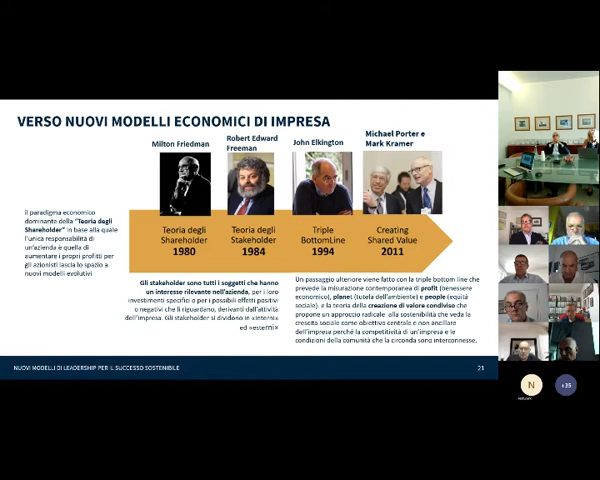 VERSO NUOVI MODELLI ECONOMICI DI IMPRESA
Milton Friedman
Robert Edward
Freeman
John Elkington
Michael Porter e
Mark Kramer
Il paradigma economico
dominante della "Teoria degli
Shareholder" in base alla quale
l'unica responsabilità di
un'azienda è quella di
aumentare i propri profitti per
gli azionisti lascia lo spazio a
nuovi modelli evolutivi
Teoria degli
Shareholder
1980
Teoria degli
Stakeholder
1984
Triple
BottomLine
1994
Creating
Shared Value
2011
Gli stakeholder sono tutti i soggetti che hanno
un interesse rilevante nell'azienda, per i loro
investimenti specifici o per i possibili effetti positivi
o negativi che li riguardano, derivanti dall'attività
dell'impresa. Gli stakeholder si dividono in «interni»
ed «esterni»
Un passaggio ulteriore viene fatto con la triple bottom line che
prevede la misurazione contemporanea di profit (benessere
economico), planet (tutela dell'ambiente) e people (equità
sociale), e la teoria della creazione di valore condiviso che
propone un approccio radicale alla sostenibilità che veda la
crescita sociale come obiettivo centrale e non ancillare
dell'impresa perché la competitività di un'impresa e le
condizioni della comunità che la circonda sono interconnesse.
NUOVI MODELLI DI LEADERSHIP PER IL SUCCESSO SOSTENIBILE
21
N
+35